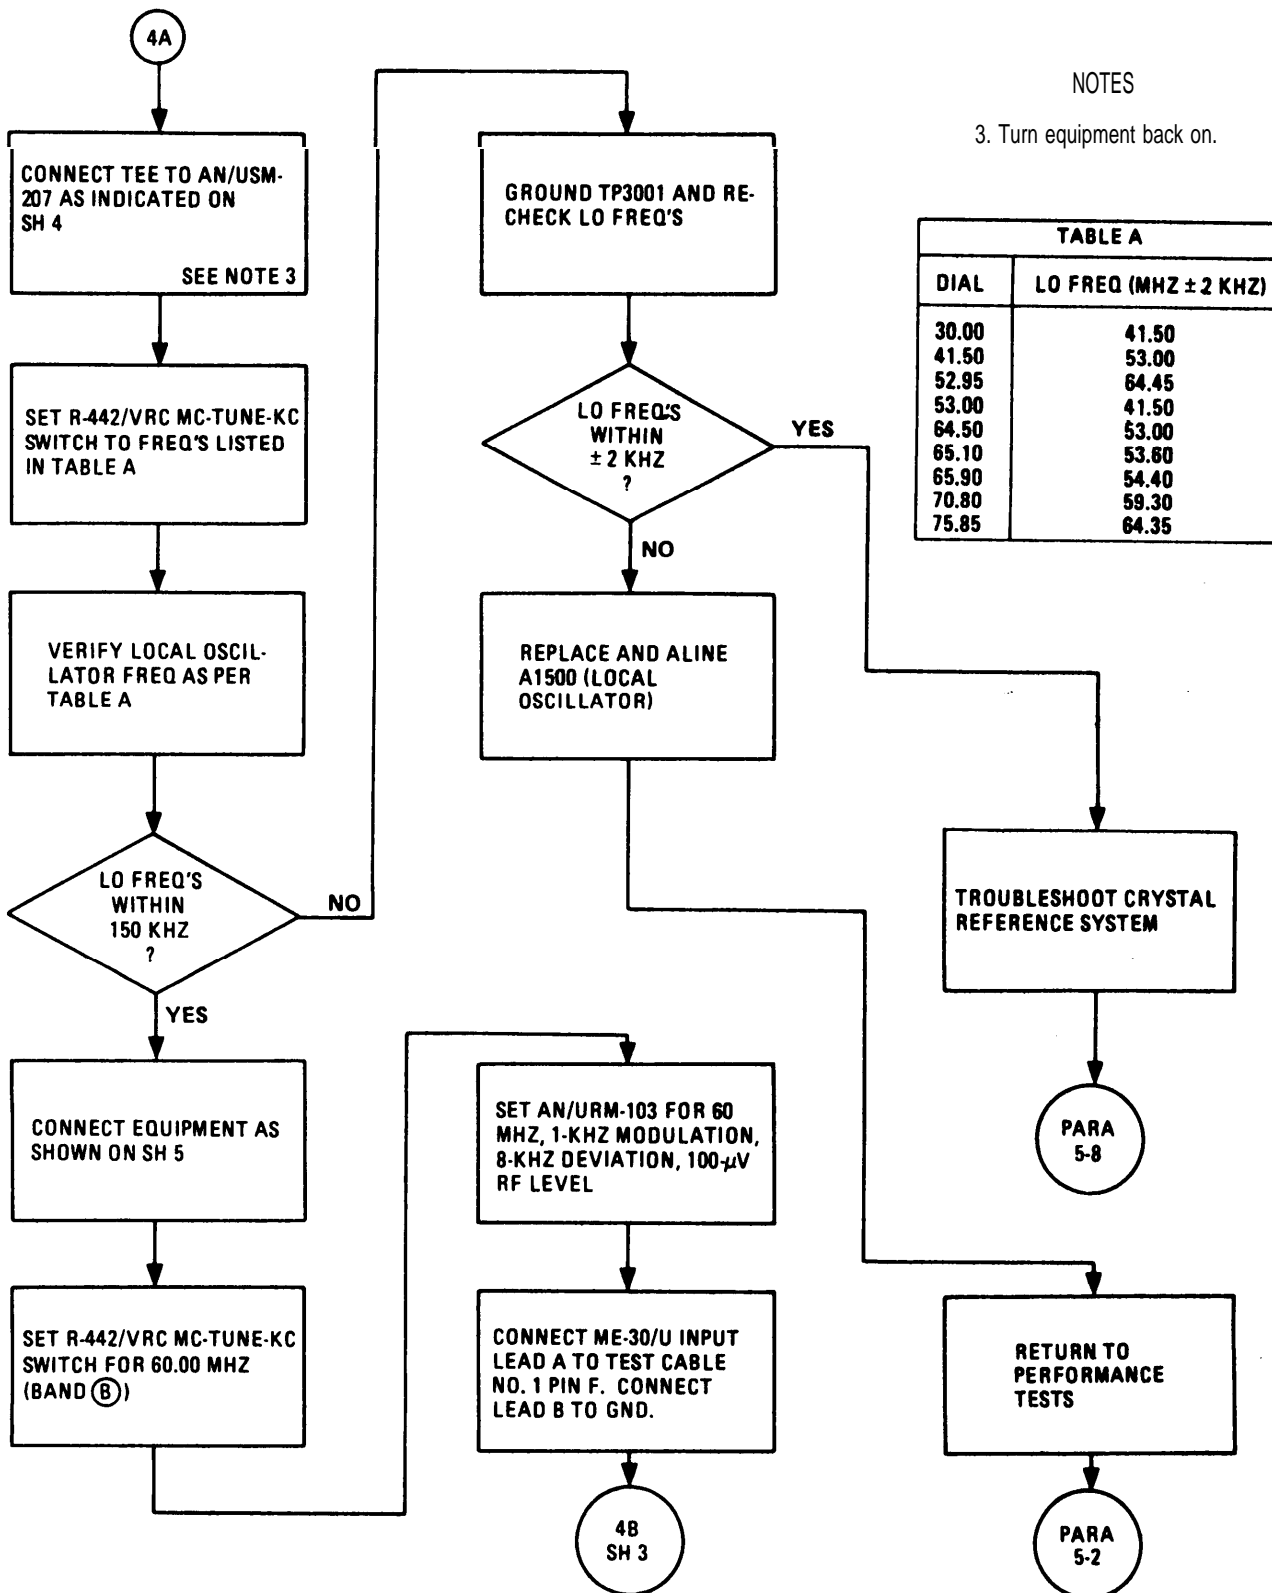 4A
CONNECT TEE TO AN/USM-
207 AS INDICATED ON
SH 4
SEE NOTE 3
SET R-442/VRC MC-TUNE-KC
SWITCH TO FREQ'S LISTED
IN TABLE A
VERIFY LOCAL OSCIL-
LATOR FREQ AS PER
TABLE A
LO FREQ'S
WITHIN
150 KHZ
?
NO
YES
CONNECT EQUIPMENT AS
SHOWN ON SH 5
SET R-442/VRC MC-TUNE-KC
SWITCH FOR 60.00 MHZ
(BAND Ⓑ)
GROUND TP3001 AND RE-
CHECK LO FREQ'S
LO FREQ'S
WITHIN
± 2 KHZ
?
YES
NO
REPLACE AND ALINE
A1500 (LOCAL
OSCILLATOR)
SET AN/URM-103 FOR 60
MHZ, 1-KHZ MODULATION,
8-KHZ DEVIATION, 100-μV
RF LEVEL
CONNECT ME-30/U INPUT
LEAD A TO TEST CABLE
NO. 1 PIN F. CONNECT
LEAD B TO GND.
4B
SH 3
NOTES
3. Turn equipment back on.
TABLE A
DIAL LO FREQ (MHZ ± 2 KHZ)
30.00 41.50
41.50 53.00
52.95 64.45
53.00 41.50
64.50 53.00
65.10 53.60
65.90 54.40
70.80 59.30
75.85 64.35
TROUBLESHOOT CRYSTAL
REFERENCE SYSTEM
PARA
5-8
RETURN TO
PERFORMANCE
TESTS
PARA
5-2